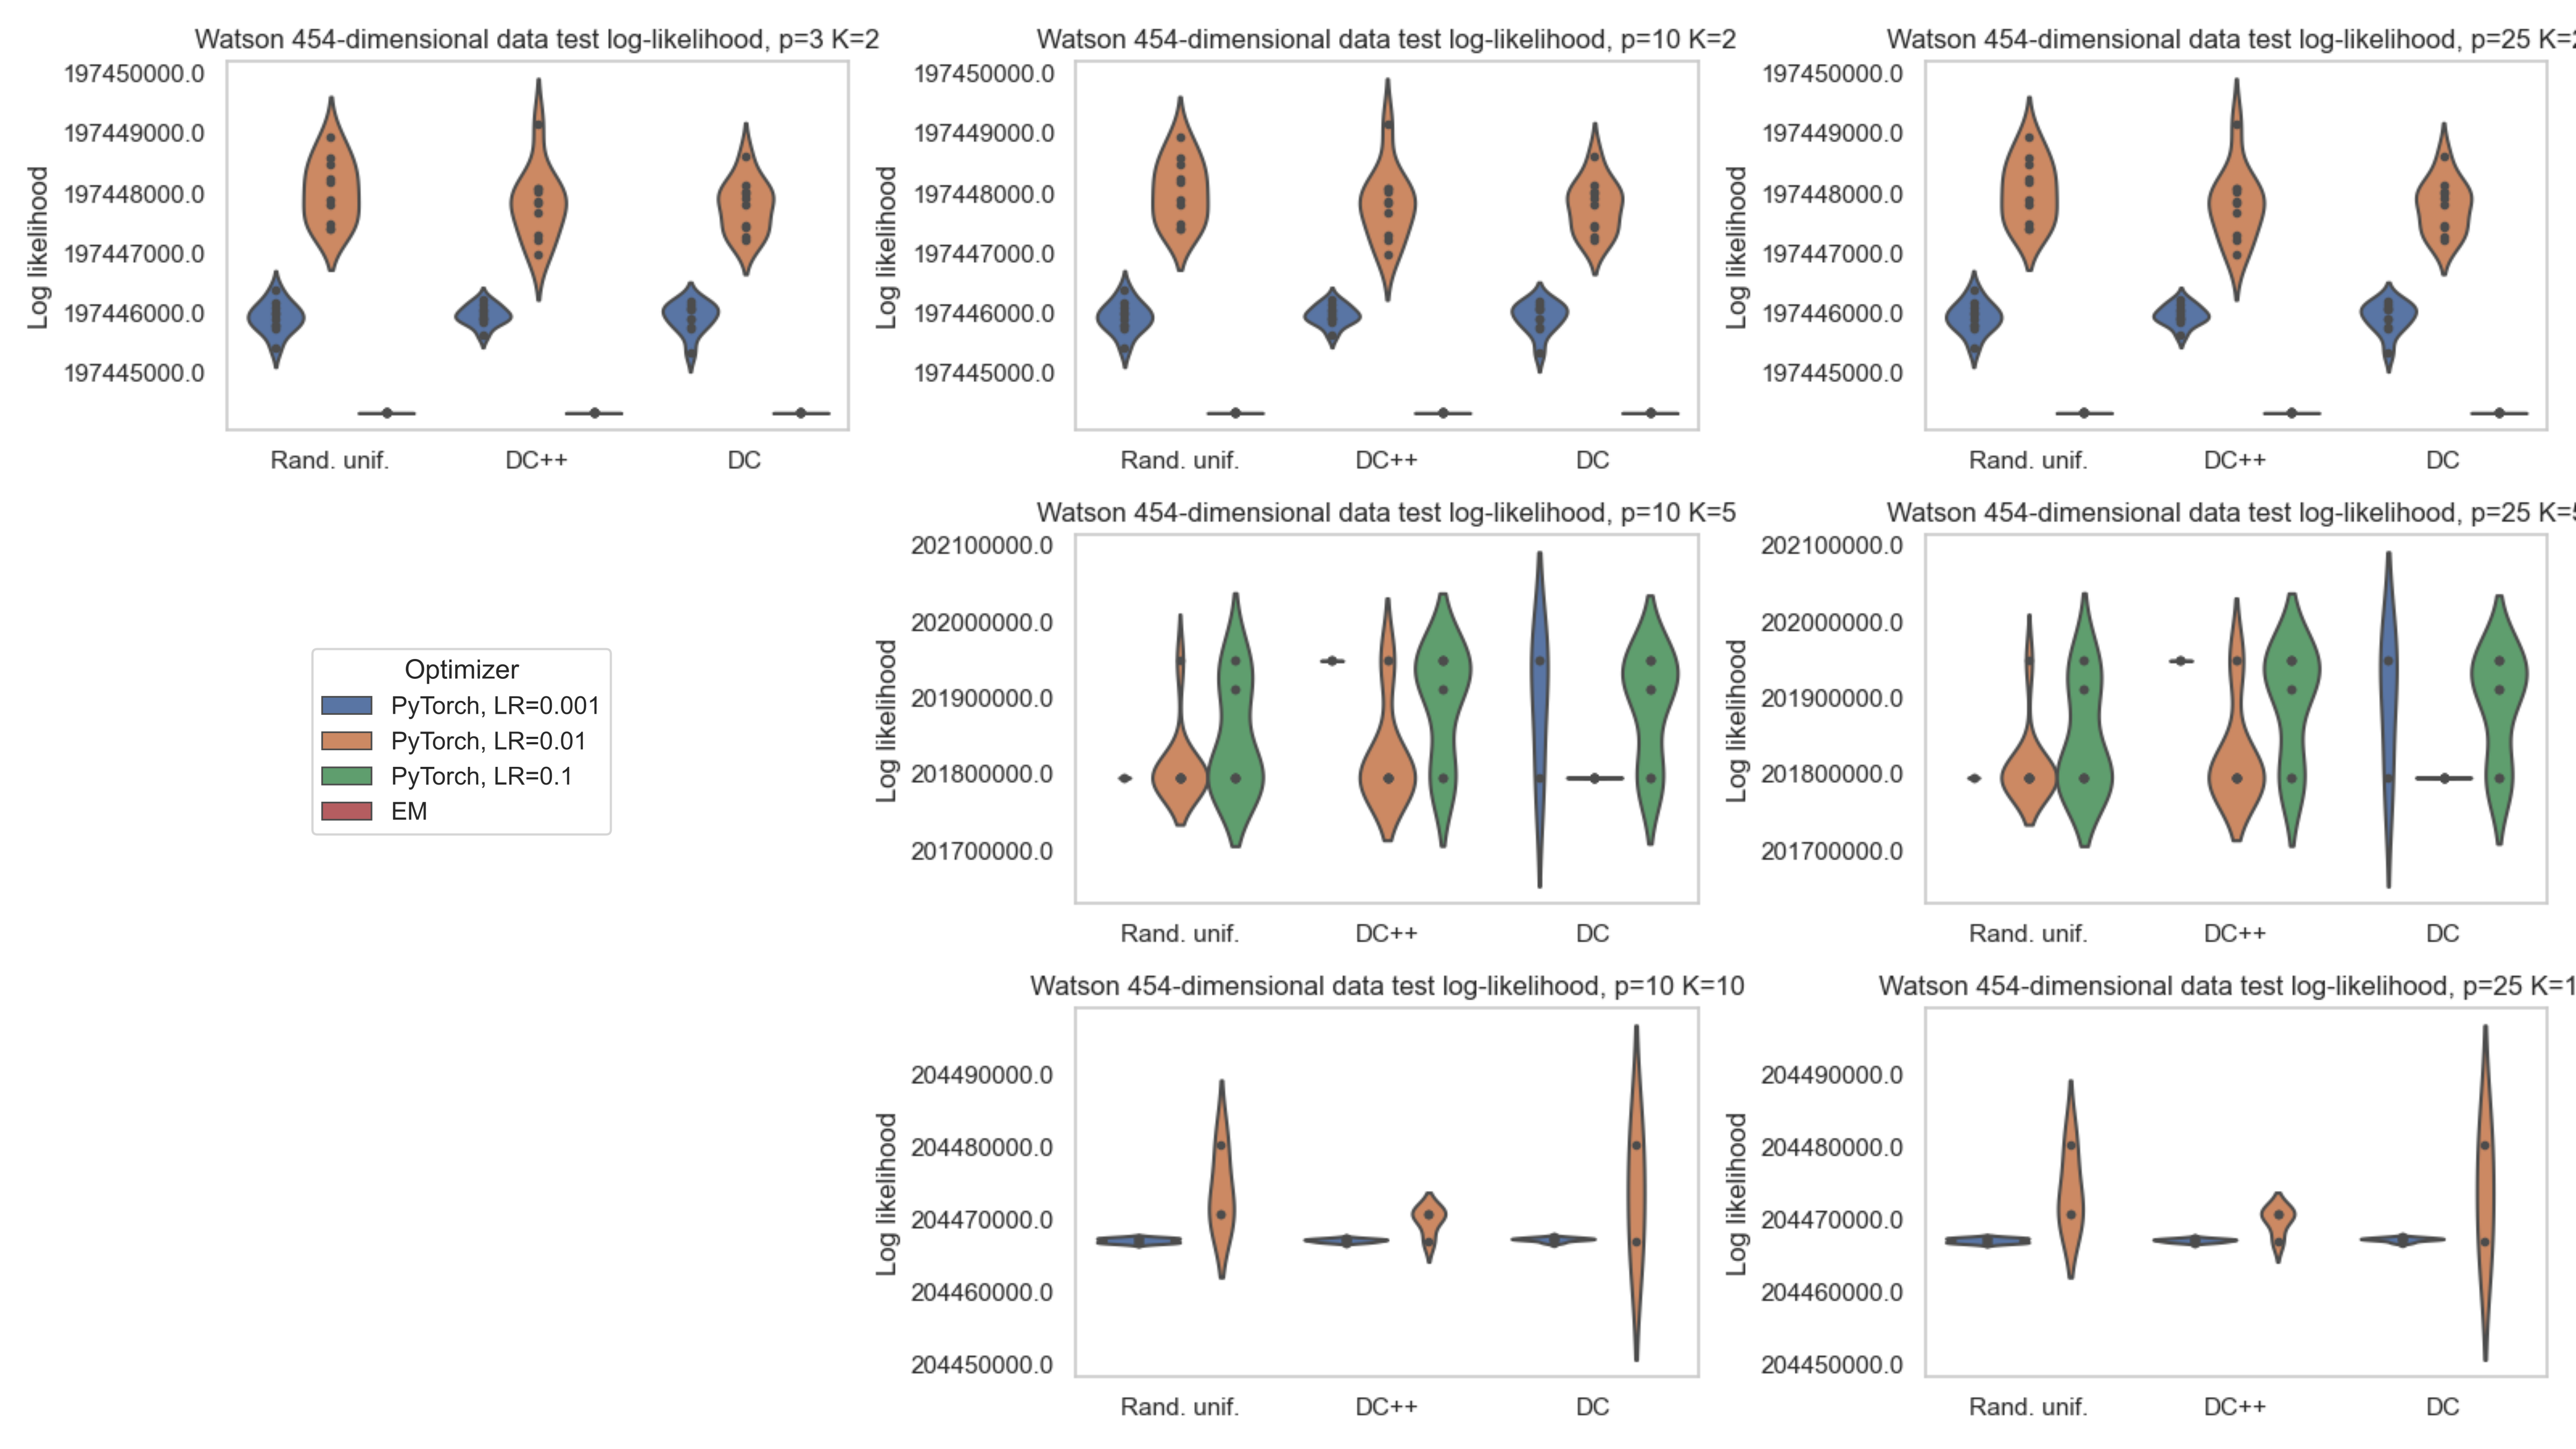 Watson 454-dimensional data test log-likelihood, p=3 K=2
197450000.0
197449000.0
197448000.0
197447000.0
197446000.0
197445000.0
Log likelihood
Rand. unif. DC++ DC
Watson 454-dimensional data test log-likelihood, p=10 K=2
197450000.0
197449000.0
197448000.0
197447000.0
197446000.0
197445000.0
Log likelihood
Rand. unif. DC++ DC
Watson 454-dimensional data test log-likelihood, p=25 K=2
197450000.0
197449000.0
197448000.0
197447000.0
197446000.0
197445000.0
Log likelihood
Rand. unif. DC++ DC
Optimizer
PyTorch, LR=0.001
PyTorch, LR=0.01
PyTorch, LR=0.1
EM
Watson 454-dimensional data test log-likelihood, p=10 K=5
202100000.0
202000000.0
201900000.0
201800000.0
201700000.0
Log likelihood
Rand. unif. DC++ DC
Watson 454-dimensional data test log-likelihood, p=25 K=5
202100000.0
202000000.0
201900000.0
201800000.0
201700000.0
Log likelihood
Rand. unif. DC++ DC
Watson 454-dimensional data test log-likelihood, p=10 K=10
204490000.0
204480000.0
204470000.0
204460000.0
204450000.0
Log likelihood
Rand. unif. DC++ DC
Watson 454-dimensional data test log-likelihood, p=25 K=1
204490000.0
204480000.0
204470000.0
204460000.0
204450000.0
Log likelihood
Rand. unif. DC++ DC